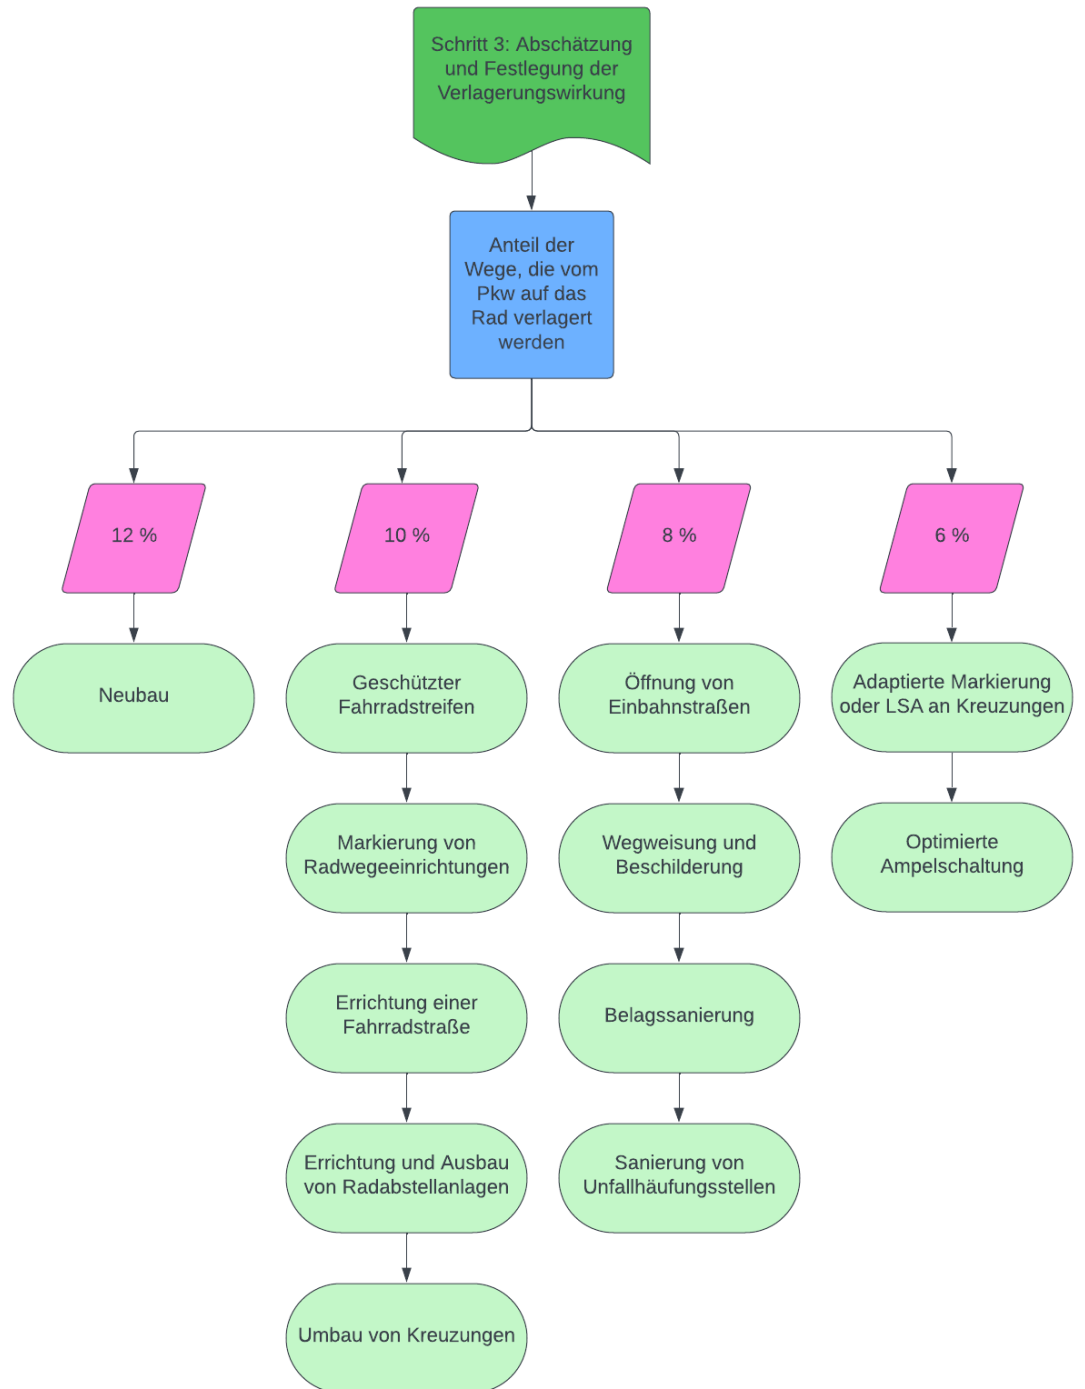 Schritt 3: Abschätzung
und Festlegung der
Verlagerungswirkung
Anteil der
Wege, die vom
Pkw auf das
Rad verlagert
werden
12 %
10 %
8 %
6 %
Neubau
Geschützter
Fahrradstreifen
Öffnung von
Einbahnstraßen
Adaptierte Markierung
oder LSA an Kreuzungen
Markierung von
Radwegeeinrichtungen
Wegweisung und
Beschilderung
Optimierte
Ampelschaltung
Errichtung einer
Fahrradstraße
Belagssanierung
Errichtung und Ausbau
von Radabstellanlagen
Sanierung von
Unfallhäufungsstellen
Umbau von Kreuzungen